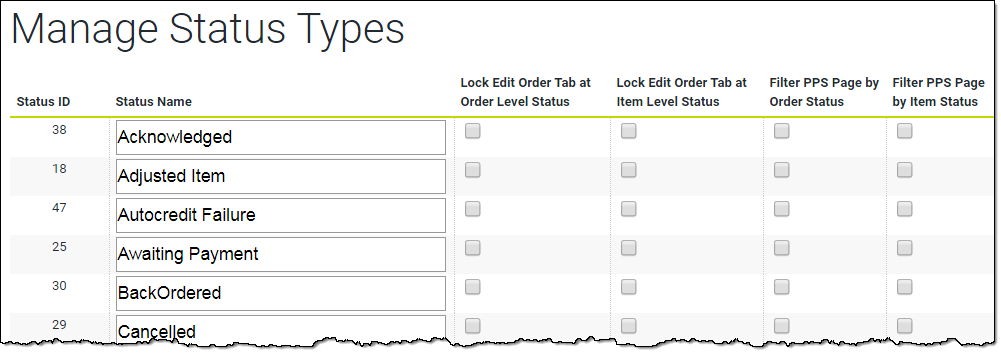 Manage Status Types
Lock Edit Order Tab at Lock Edit Order Tab at Filter PPS Page by Filter PPS Page
Status ID Status Name Order Level Status Item Level Status Order Status by Item Status
38 Acknowledged
18 Adjusted Item
47 Autocredit Failure
25 Awaiting Payment
30 BackOrdered
29 Cancelled